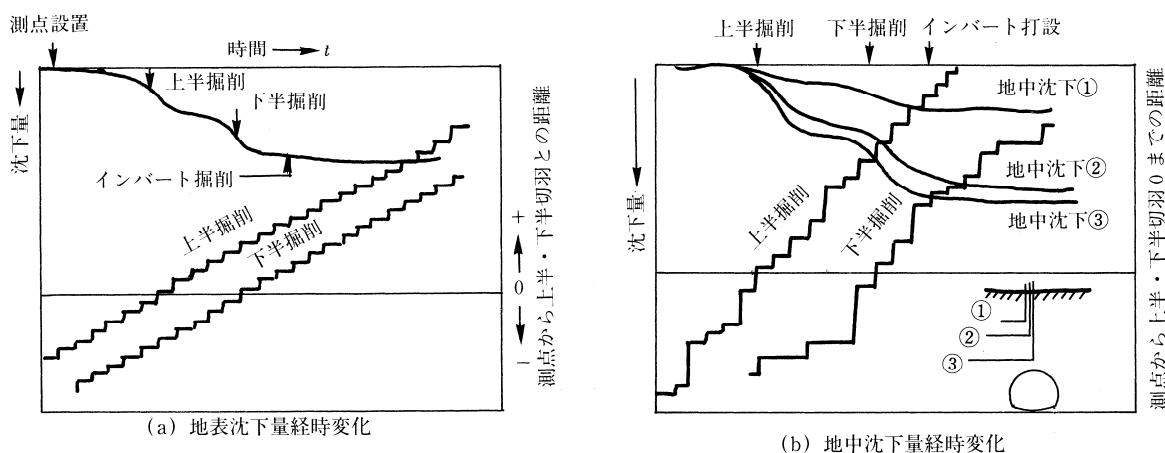 測点設置
時間 → t
沈下量
上半掘削
下半掘削
インバート掘削
上半掘削
下半掘削
測点から上半・下半切羽との距離
+
0
−
(a) 地表沈下量経時変化
上半掘削
下半掘削
インバート打設
沈下量
地中沈下①
地中沈下②
地中沈下③
上半掘削
下半掘削
①
②
③
測点から上半・下半切羽0までの距離
(b) 地中沈下量経時変化